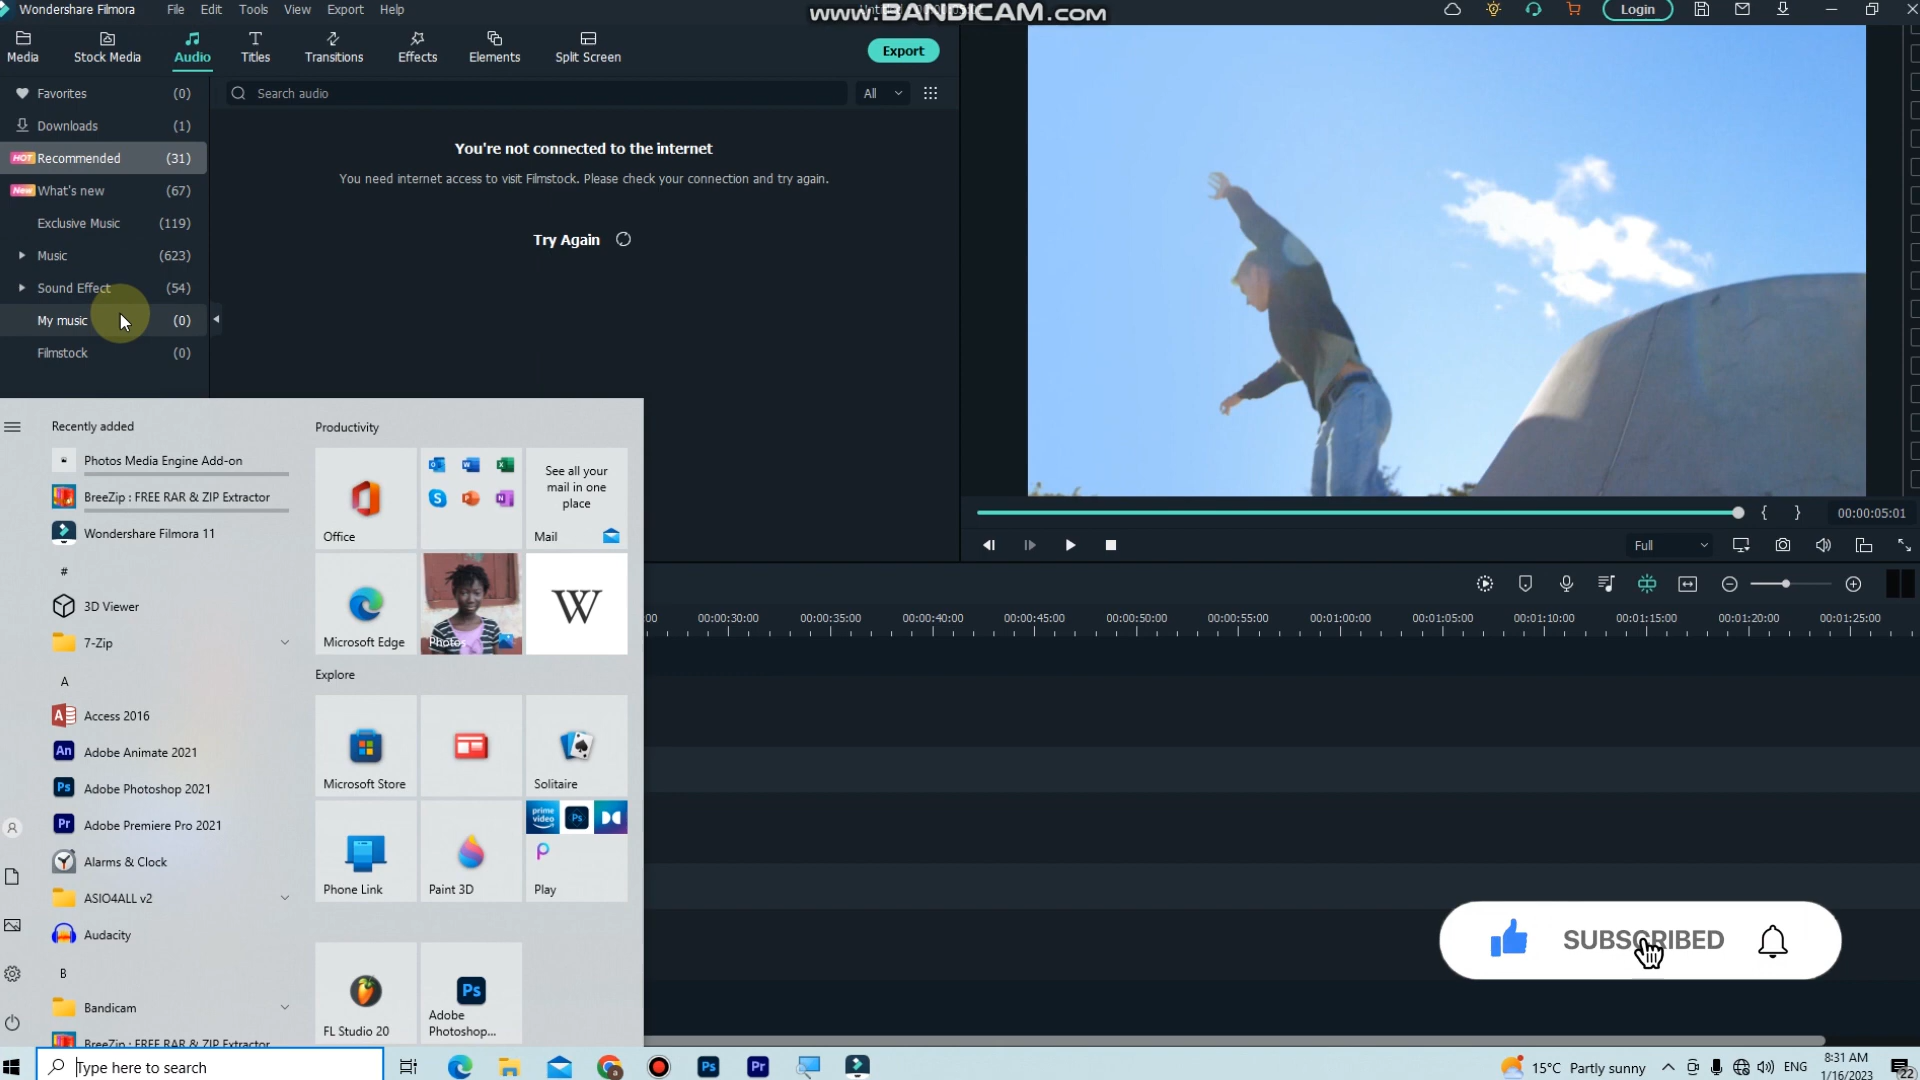 Wondershare Filmora
File
Edit
Tools
View
Export
Help
www.BANDICAM.com
Login
Media
Stock Media
Audio
Titles
Transitions
Effects
Elements
Split Screen
Export
Favorites (0)
Downloads (1)
HOT Recommended (31)
New What's new (67)
Exclusive Music (119)
Music (623)
Sound Effect (54)
My music (0)
Filmstock (0)
Search audio
All
You're not connected to the internet
You need internet access to visit Filmstock. Please check your connection and try again.
Try Again
{ }
00:00:05:01
Full
:00 00:00:30:00 00:00:35:00 00:00:40:00 00:00:45:00 00:00:50:00 00:00:55:00 00:01:00:00 00:01:05:00 00:01:10:00 00:01:15:00 00:01:20:00 00:01:25:00
Recently added
Photos Media Engine Add-on
BreeZip : FREE RAR & ZIP Extractor
Wondershare Filmora 11
#
3D Viewer
7-Zip
A
Access 2016
Adobe Animate 2021
Adobe Photoshop 2021
Adobe Premiere Pro 2021
Alarms & Clock
ASIO4ALL v2
Audacity
B
Bandicam
BreeZip : FREE RAR & ZIP Extractor
Productivity
Office
See all your
mail in one
place
Mail
Microsoft Edge
Photos
W
Explore
Microsoft Store
Solitaire
Phone Link
Paint 3D
prime
video
Ps
Play
FL Studio 20
Ps
Adobe
Photoshop...
SUBSCRIBED
Type here to search
Ps
Pr
15°C Partly sunny
ENG
8:31 AM
1/16/2023
22